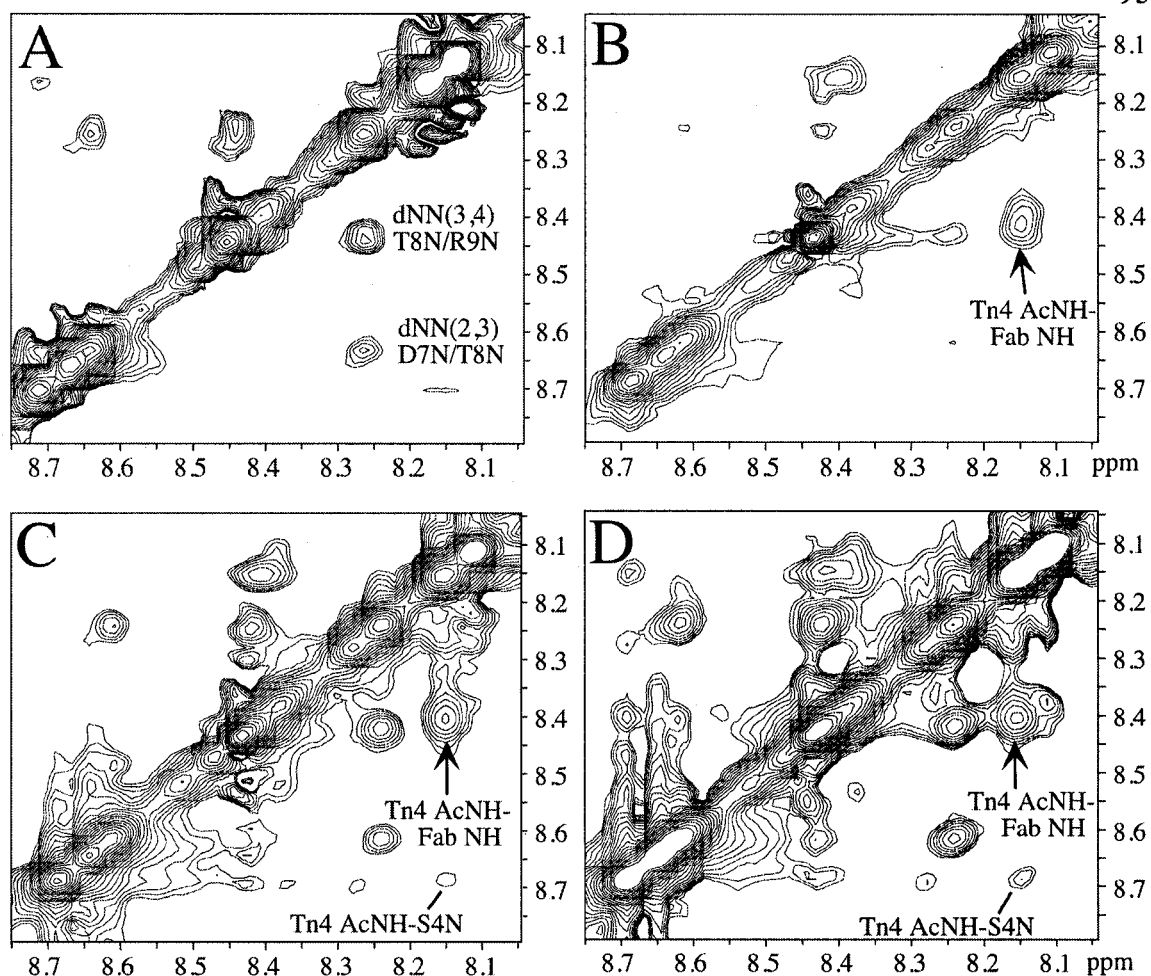 A
dNN(3,4)
T8N/R9N
dNN(2,3)
D7N/T8N
8.1
8.2
8.3
8.4
8.5
8.6
8.7
8.7 8.6 8.5 8.4 8.3 8.2 8.1
B
Tn4 AcNH-
Fab NH
8.1
8.2
8.3
8.4
8.5
8.6
8.7
8.7 8.6 8.5 8.4 8.3 8.2 8.1 ppm
C
Tn4 AcNH-
Fab NH
Tn4 AcNH-S4N
8.1
8.2
8.3
8.4
8.5
8.6
8.7
8.7 8.6 8.5 8.4 8.3 8.2 8.1
D
Tn4 AcNH-
Fab NH
Tn4 AcNH-S4N
8.1
8.2
8.3
8.4
8.5
8.6
8.7
8.7 8.6 8.5 8.4 8.3 8.2 8.1 ppm